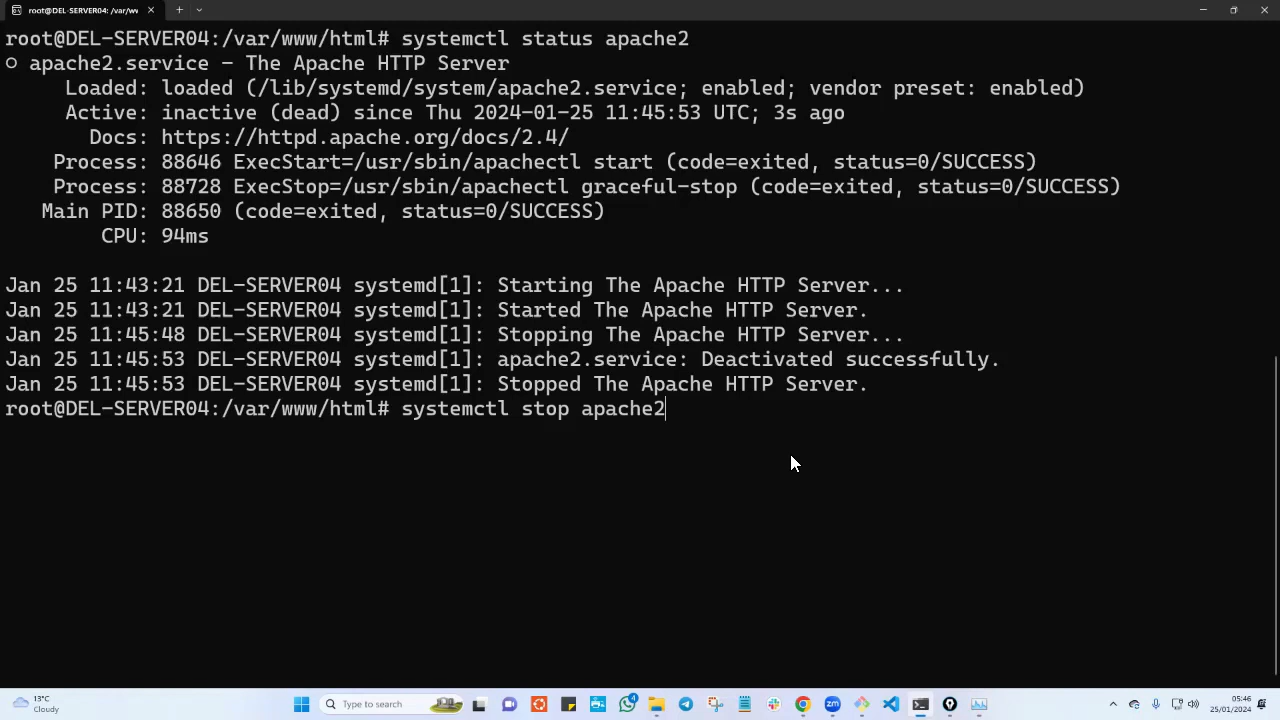 root@DEL-SERVER04: /var/wv
root@DEL-SERVER04:/var/www/html# systemctl status apache2
○ apache2.service - The Apache HTTP Server
Loaded: loaded (/lib/systemd/system/apache2.service; enabled; vendor preset: enabled)
Active: inactive (dead) since Thu 2024-01-25 11:45:53 UTC; 3s ago
Docs: https://httpd.apache.org/docs/2.4/
Process: 88646 ExecStart=/usr/sbin/apachectl start (code=exited, status=0/SUCCESS)
Process: 88728 ExecStop=/usr/sbin/apachectl graceful-stop (code=exited, status=0/SUCCESS)
Main PID: 88650 (code=exited, status=0/SUCCESS)
CPU: 94ms
Jan 25 11:43:21 DEL-SERVER04 systemd[1]: Starting The Apache HTTP Server...
Jan 25 11:43:21 DEL-SERVER04 systemd[1]: Started The Apache HTTP Server.
Jan 25 11:45:48 DEL-SERVER04 systemd[1]: Stopping The Apache HTTP Server...
Jan 25 11:45:53 DEL-SERVER04 systemd[1]: apache2.service: Deactivated successfully.
Jan 25 11:45:53 DEL-SERVER04 systemd[1]: Stopped The Apache HTTP Server.
root@DEL-SERVER04:/var/www/html# systemctl stop apache2
13°C
Cloudy
Type to search
4
zm
05:46
25/01/2024